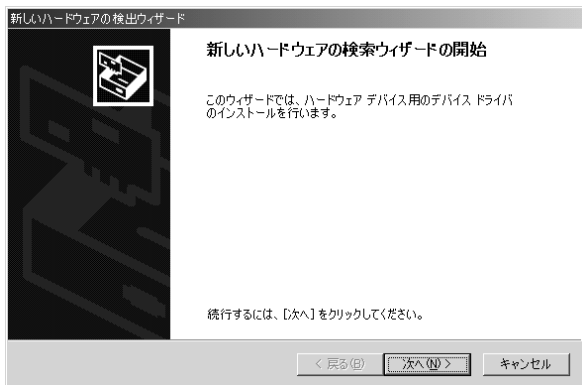 新しいハードウェアの検出ウィザード
新しいハードウェアの検索ウィザードの開始
このウィザードでは、ハードウェア デバイス用のデバイス ドライバ
のインストールを行います。
続行するには、[次へ] をクリックしてください。
< 戻る(B)
次へ(N) >
キャンセル